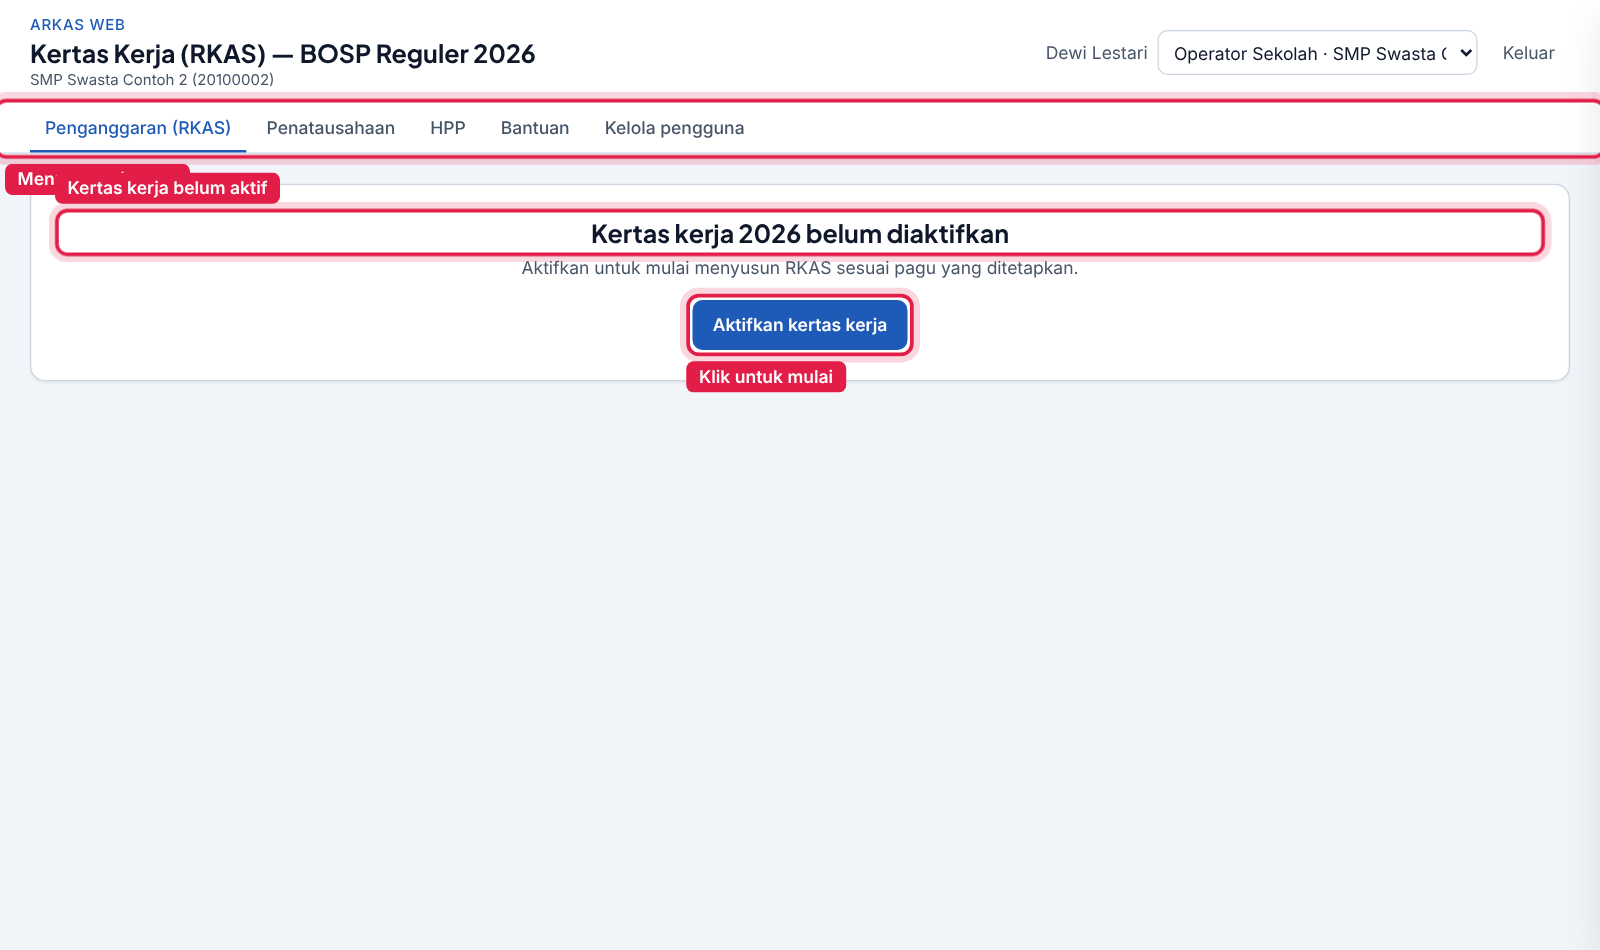 ARKAS WEB
Kertas Kerja (RKAS) — BOSP Reguler 2026
SMP Swasta Contoh 2 (20100002)
Dewi Lestari
Operator Sekolah · SMP Swasta
Keluar
Penganggaran (RKAS)
Penatausahaan
HPP
Bantuan
Kelola pengguna
Kertas kerja belum aktif
Kertas kerja 2026 belum diaktifkan
Aktifkan untuk mulai menyusun RKAS sesuai pagu yang ditetapkan.
Aktifkan kertas kerja
Klik untuk mulai